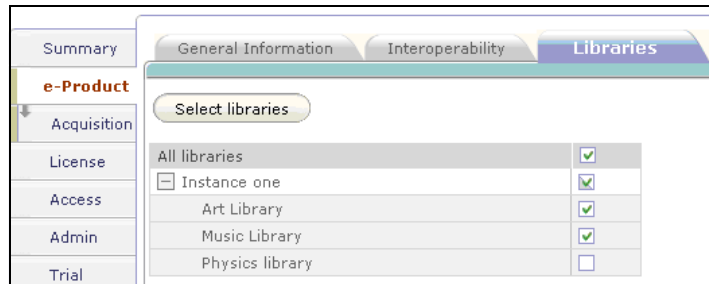 Summary
e-Product
Acquisition
License
Access
Admin
Trial
General Information Interoperability Libraries
Select libraries
All libraries
Instance one
Art Library
Music Library
Physics library